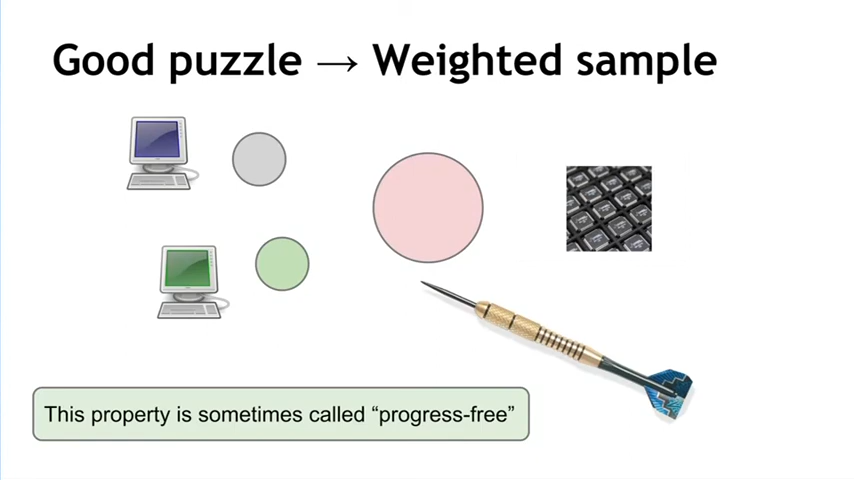 Good puzzle → Weighted sample
This property is sometimes called “progress-free”